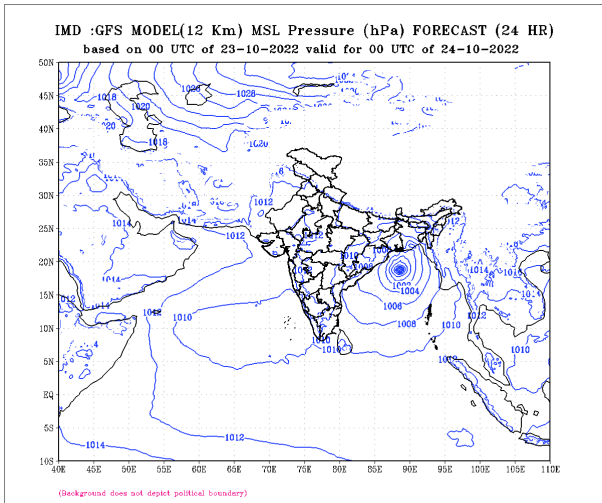 IMD :GFS MODEL(12 Km) MSL Pressure (hPa) FORECAST (24 HR)
based on 00 UTC of 23-10-2022 valid for 00 UTC of 24-10-2022
50N
45N
40N
35N
30N
25N
20N
15N
10N
5N
EQ
5S
10S
1018
1020
1026
1028
1018
1020
1012
1012
1014
1014
1012
1014
1012
1010
1012
1010
1002
1004
1006
1008
1010
1010
1010
1012
1012
1014
1016
1014
1010
1014
1012
40E 45E 50E 55E 60E 65E 70E 75E 80E 85E 90E 95E 100E 105E 110E
(Background does not depict political boundary)